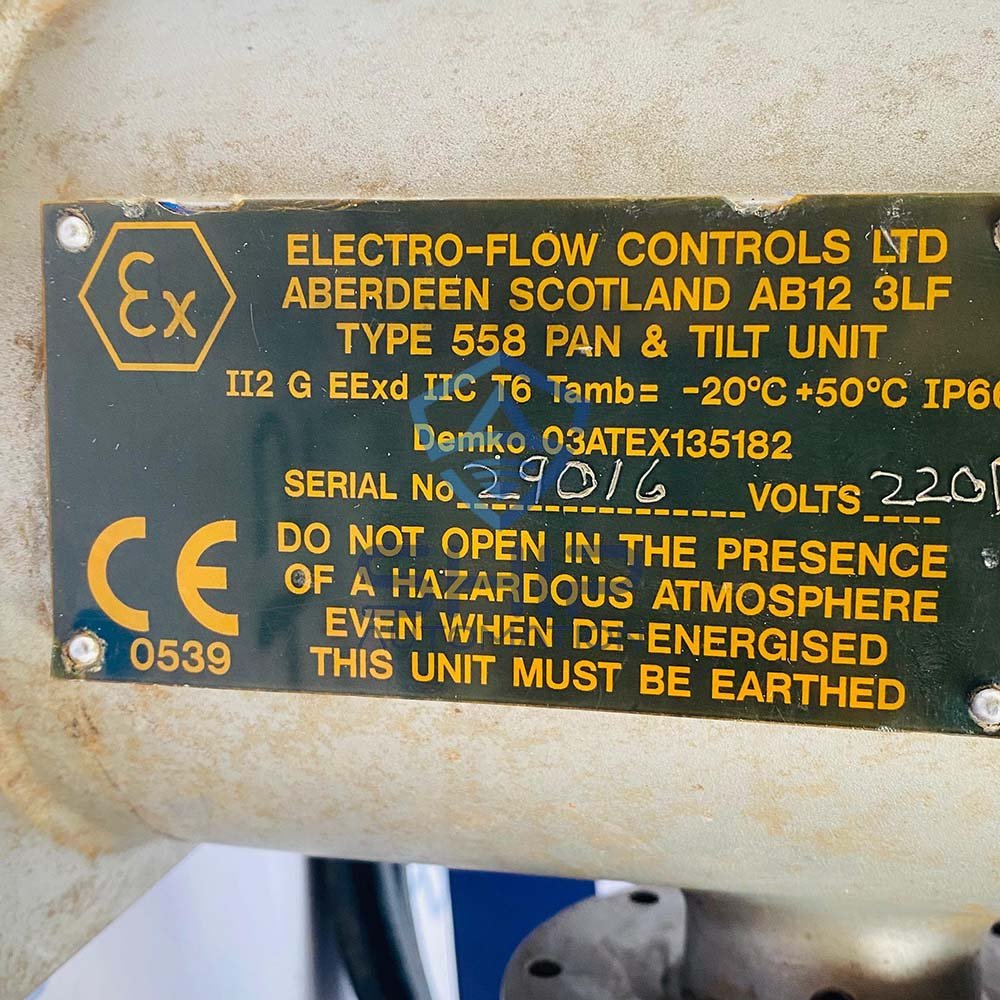 Ex
ELECTRO-FLOW CONTROLS LTD
ABERDEEN SCOTLAND AB12 3LF
TYPE 558 PAN & TILT UNIT
II2 G EExd IIC T6 Tamb= -20°C +50°C
Demko 03ATEX135182
SERIAL No 29016 VOLTS 220
CE
0539
DO NOT OPEN IN THE PRESENCE
OF A HAZARDOUS ATMOSPHERE
EVEN WHEN DE-ENERGISED
THIS UNIT MUST BE EARTHED